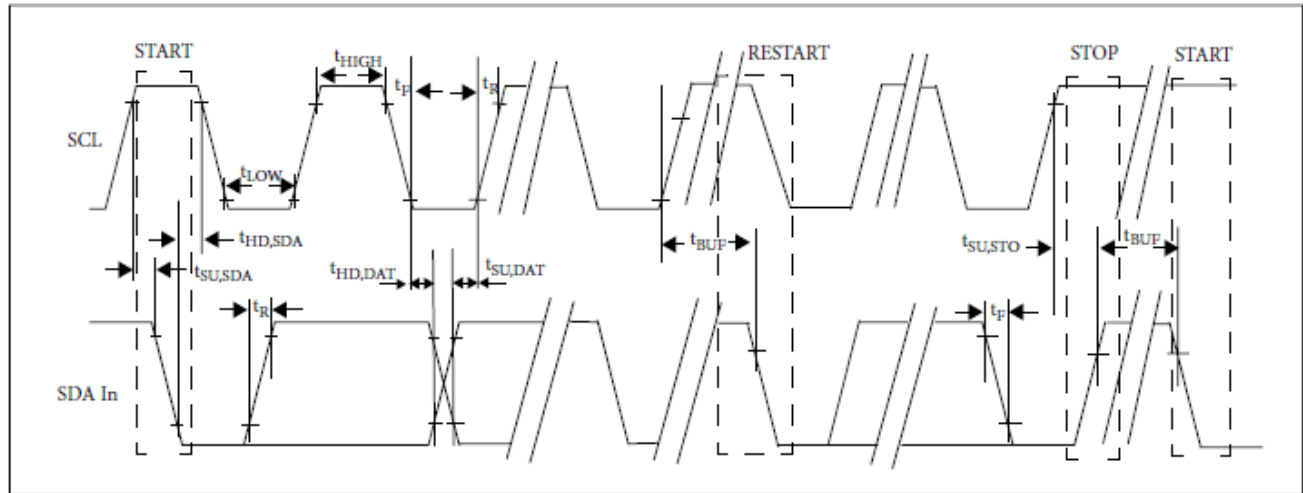 START
RESTART
STOP
START
tHIGH
tF
tR
SCL
tLOW
tHD,SDA
tBUF
tSU,STO
tBUF
tSU,SDA
tHD,DAT
tSU,DAT
tR
tF
SDA In